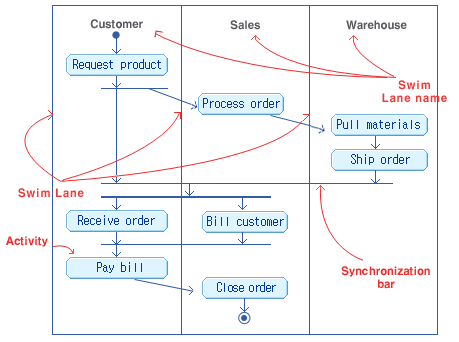 Customer
Sales
Warehouse
Request product
Swim
Lane name
Process order
Pull materials
Ship order
Swim Lane
Receive order
Bill customer
Activity
Pay bill
Synchronization
bar
Close order